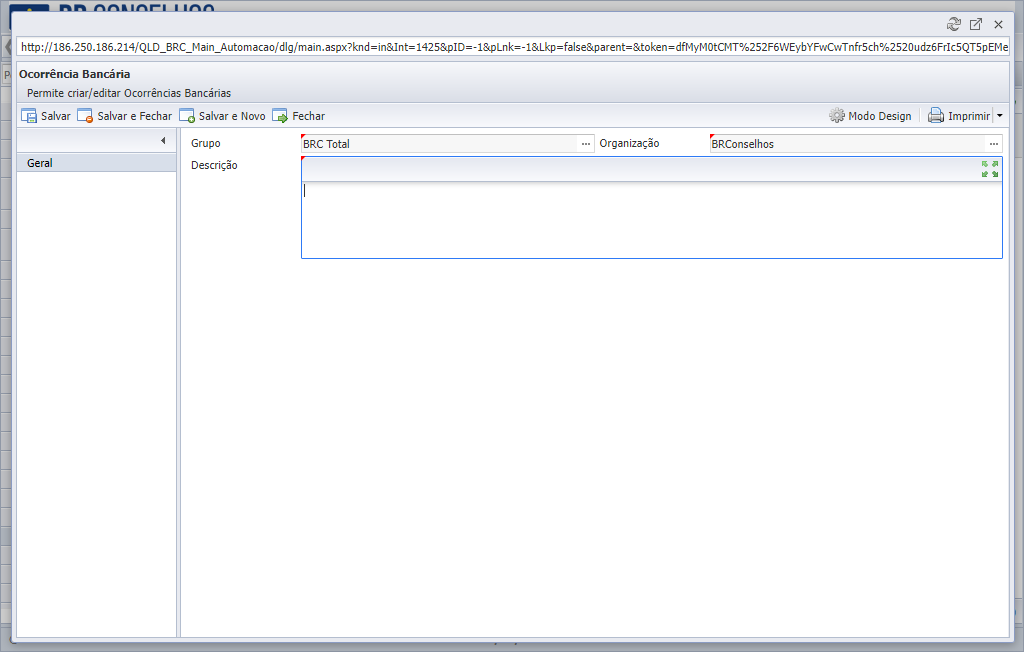 BR CONSELHOS
http://186.250.186.214/QLD_BRC_Main_Automacao/dlg/main.aspx?knd=in&Int=1425&pID=-1&pLnk=-1&Lkp=false&parent=&token=dfMyM0tCMT%252F6WEybYFwCwTnfr5ch%2520udz6FrIc5QT5pEMe
Ocorrência Bancária
Permite criar/editar Ocorrências Bancárias
Salvar Salvar e Fechar Salvar e Novo Fechar Modo Design Imprimir
Grupo BRC Total ... Organização BRConselhos ...
Geral
Descrição